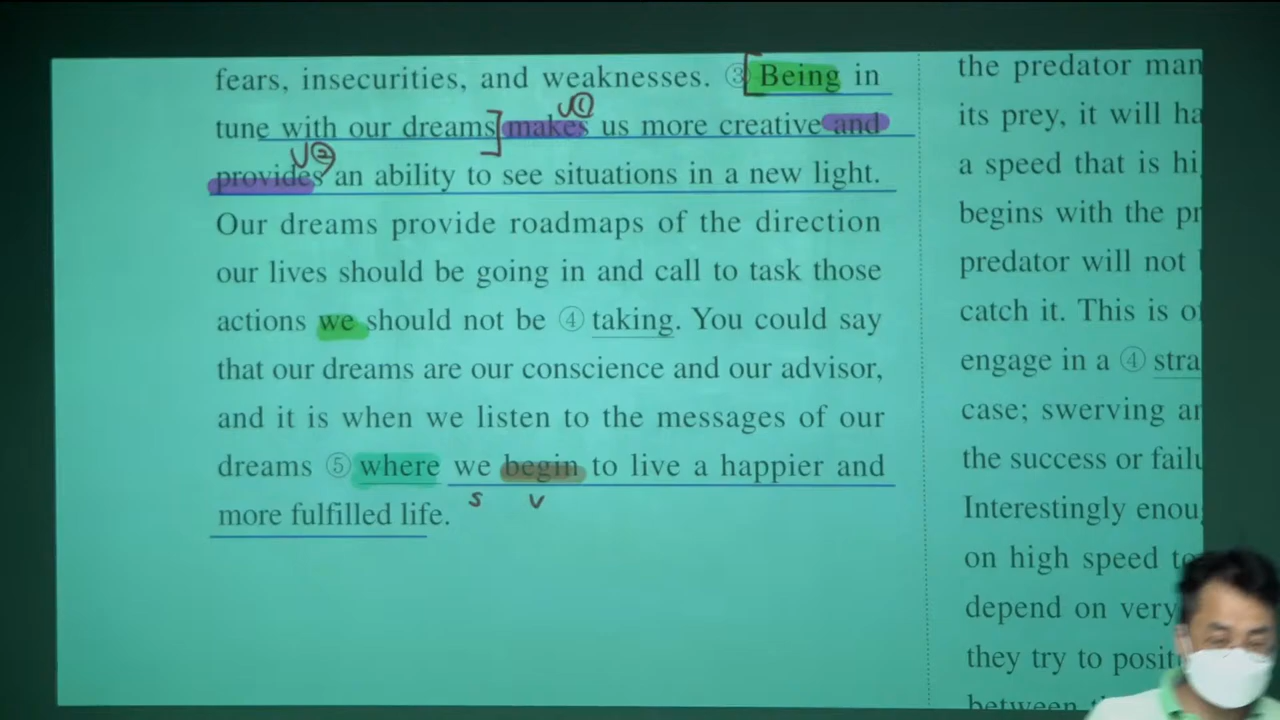 fears, insecurities, and weaknesses. ③ Being in
V①
tune with our dreams] makes us more creative and
V②
provides an ability to see situations in a new light.
Our dreams provide roadmaps of the direction
our lives should be going in and call to task those
actions we should not be ④ taking. You could say
that our dreams are our conscience and our advisor,
and it is when we listen to the messages of our
dreams ⑤ where we begin to live a happier and
S V
more fulfilled life.
the predator man
its prey, it will ha
a speed that is hi
begins with the pr
predator will not
catch it. This is o
engage in a ④ stra
case; swerving ar
the success or failu
Interestingly enou
on high speed to
depend on very
they try to posit
between